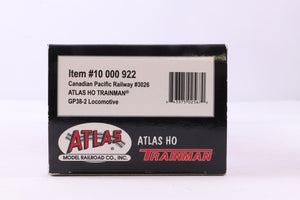 Item #10 000 922
Canadian Pacific Railway #3026
ATLAS HO TRAINMAN®
GP38-2 Locomotive
ATLAS
MODEL RAILROAD CO., INC.
ATLAS HO
TRAINMAN